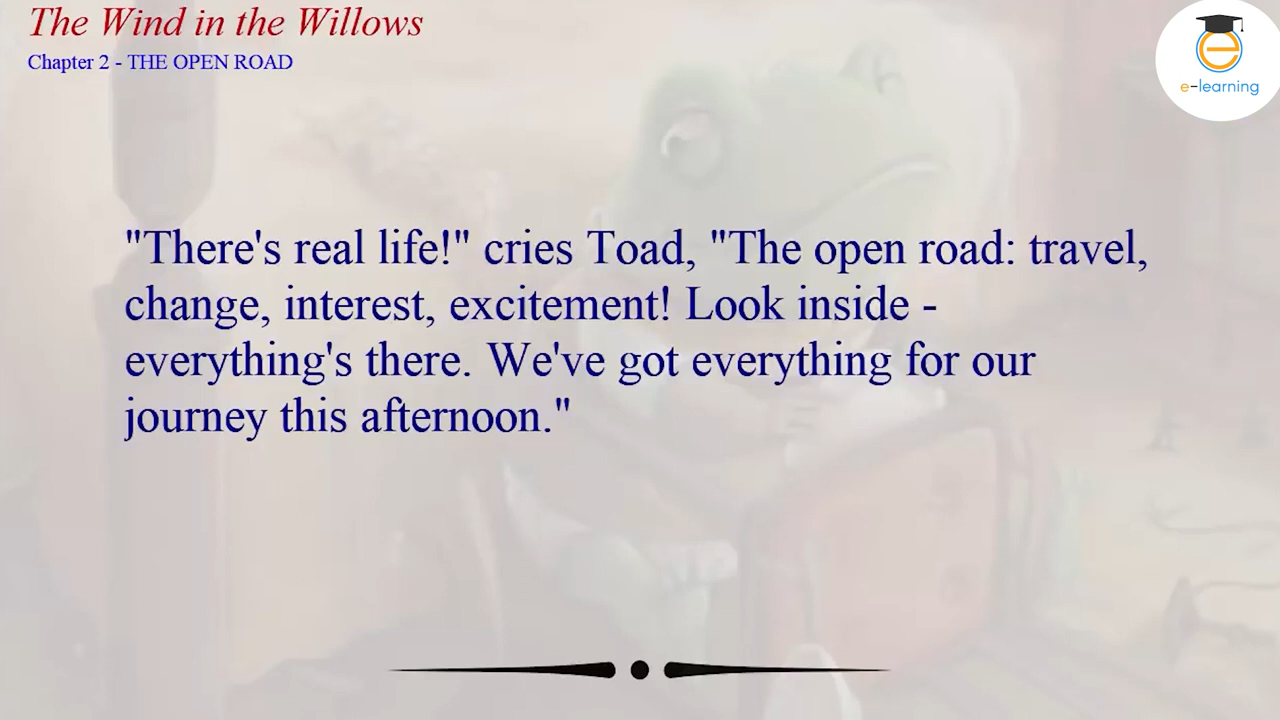 The Wind in the Willows
Chapter 2 - THE OPEN ROAD
e-learning
"There's real life!" cries Toad, "The open road: travel,
change, interest, excitement! Look inside -
everything's there. We've got everything for our
journey this afternoon."